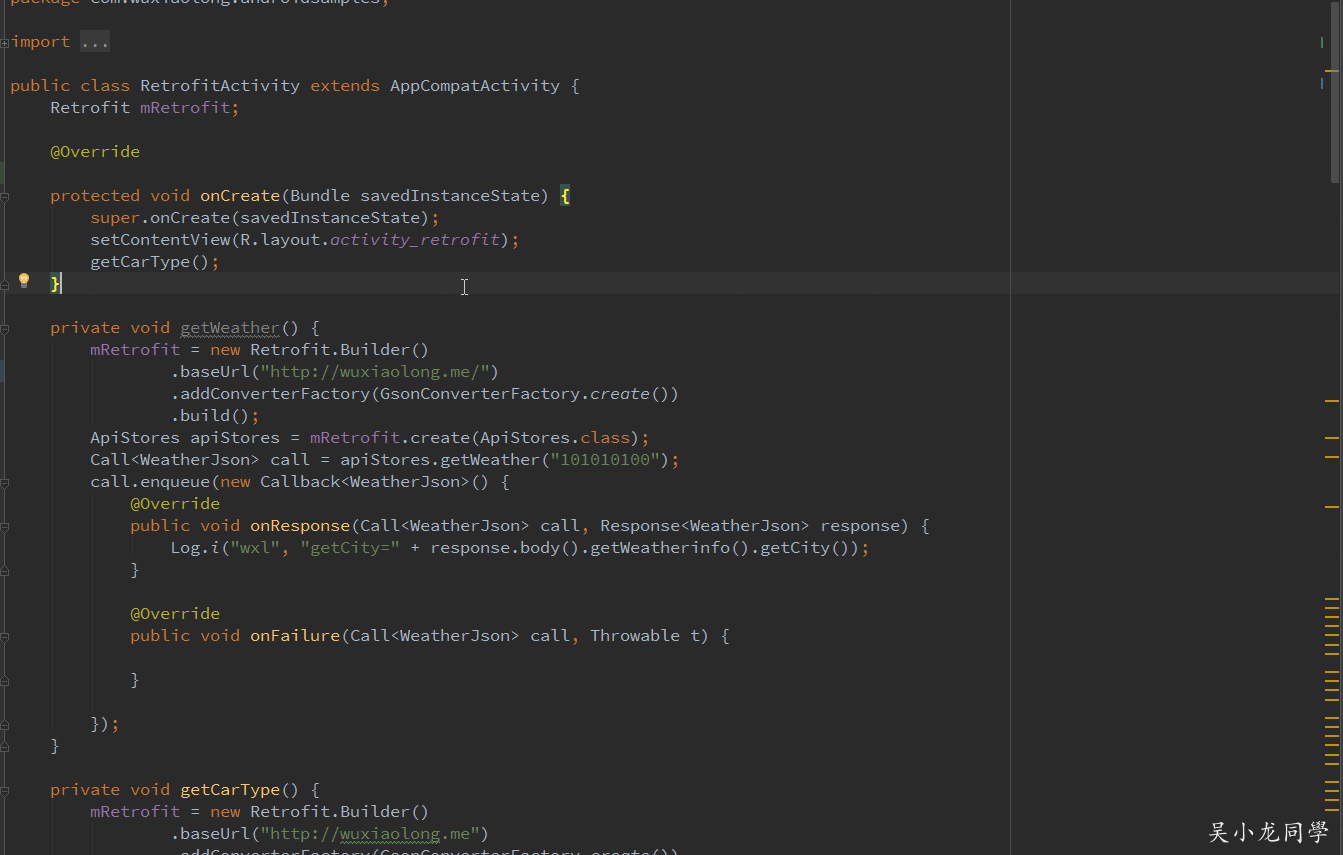 package com.wuxiaolong.androidsamples;
import ...
public class RetrofitActivity extends AppCompatActivity {
    Retrofit mRetrofit;
    @Override
    protected void onCreate(Bundle savedInstanceState) {
        super.onCreate(savedInstanceState);
        setContentView(R.layout.activity_retrofit);
        getCarType();
    }
    private void getWeather() {
        mRetrofit = new Retrofit.Builder()
                .baseUrl("http://wuxiaolong.me/")
                .addConverterFactory(GsonConverterFactory.create())
                .build();
        ApiStores apiStores = mRetrofit.create(ApiStores.class);
        Call<WeatherJson> call = apiStores.getWeather("101010100");
        call.enqueue(new Callback<WeatherJson>() {
            @Override
            public void onResponse(Call<WeatherJson> call, Response<WeatherJson> response) {
                Log.i("wxl", "getCity=" + response.body().getWeatherinfo().getCity());
            }
            @Override
            public void onFailure(Call<WeatherJson> call, Throwable t) {
            }
        });
    }
    private void getCarType() {
        mRetrofit = new Retrofit.Builder()
                .baseUrl("http://wuxiaolong.me")
                .addConverterFactory(GsonConverterFactory.create())
吴小龙同學